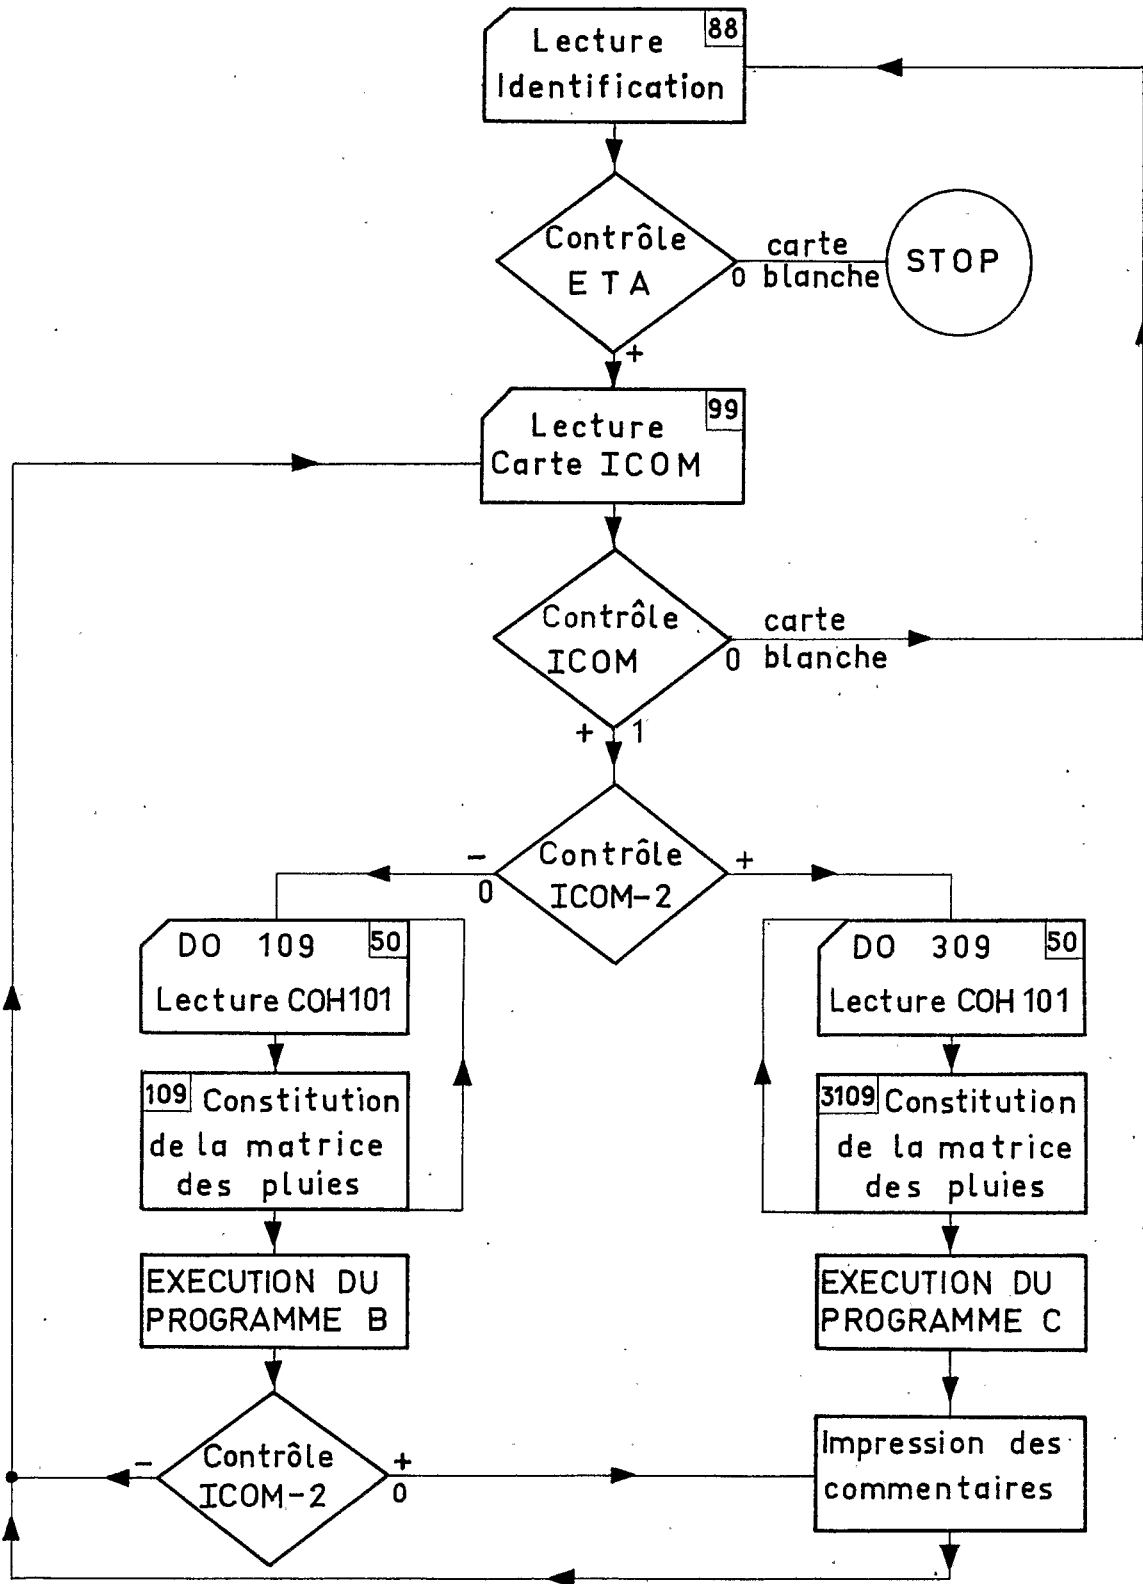 88
Lecture
Identification
Contrôle
ETA
0
carte
blanche
STOP
+
99
Lecture
Carte ICOM
Contrôle
ICOM
0
carte
blanche
+ 1
Contrôle
ICOM-2
-
0
+
DO 109 50
Lecture COH101
109 Constitution
de la matrice
des pluies
EXECUTION DU
PROGRAMME B
Contrôle
ICOM-2
-
+
0
DO 309 50
Lecture COH101
3109 Constitution
de la matrice
des pluies
EXECUTION DU
PROGRAMME C
Impression des
commentaires